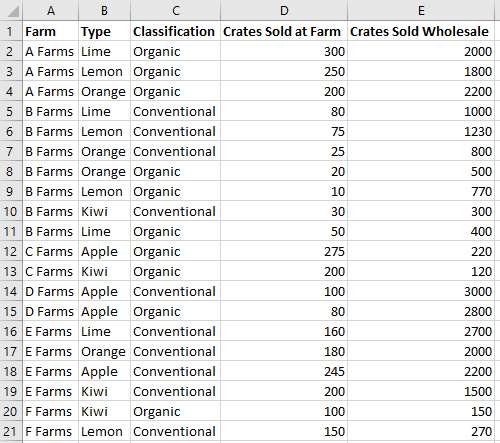 A B C D E
1 Farm Type Classification Crates Sold at Farm Crates Sold Wholesale
2 A Farms Lime Organic 300 2000
3 A Farms Lemon Organic 250 1800
4 A Farms Orange Organic 200 2200
5 B Farms Lime Conventional 80 1000
6 B Farms Lemon Conventional 75 1230
7 B Farms Orange Conventional 25 800
8 B Farms Orange Organic 20 500
9 B Farms Lemon Organic 10 770
10 B Farms Kiwi Conventional 30 300
11 B Farms Lime Organic 50 400
12 C Farms Apple Organic 275 220
13 C Farms Kiwi Organic 200 120
14 D Farms Apple Conventional 100 3000
15 D Farms Apple Organic 80 2800
16 E Farms Lime Conventional 160 2700
17 E Farms Orange Conventional 180 2000
18 E Farms Apple Conventional 245 2200
19 E Farms Kiwi Conventional 200 1500
20 F Farms Kiwi Organic 100 150
21 F Farms Lemon Conventional 150 270